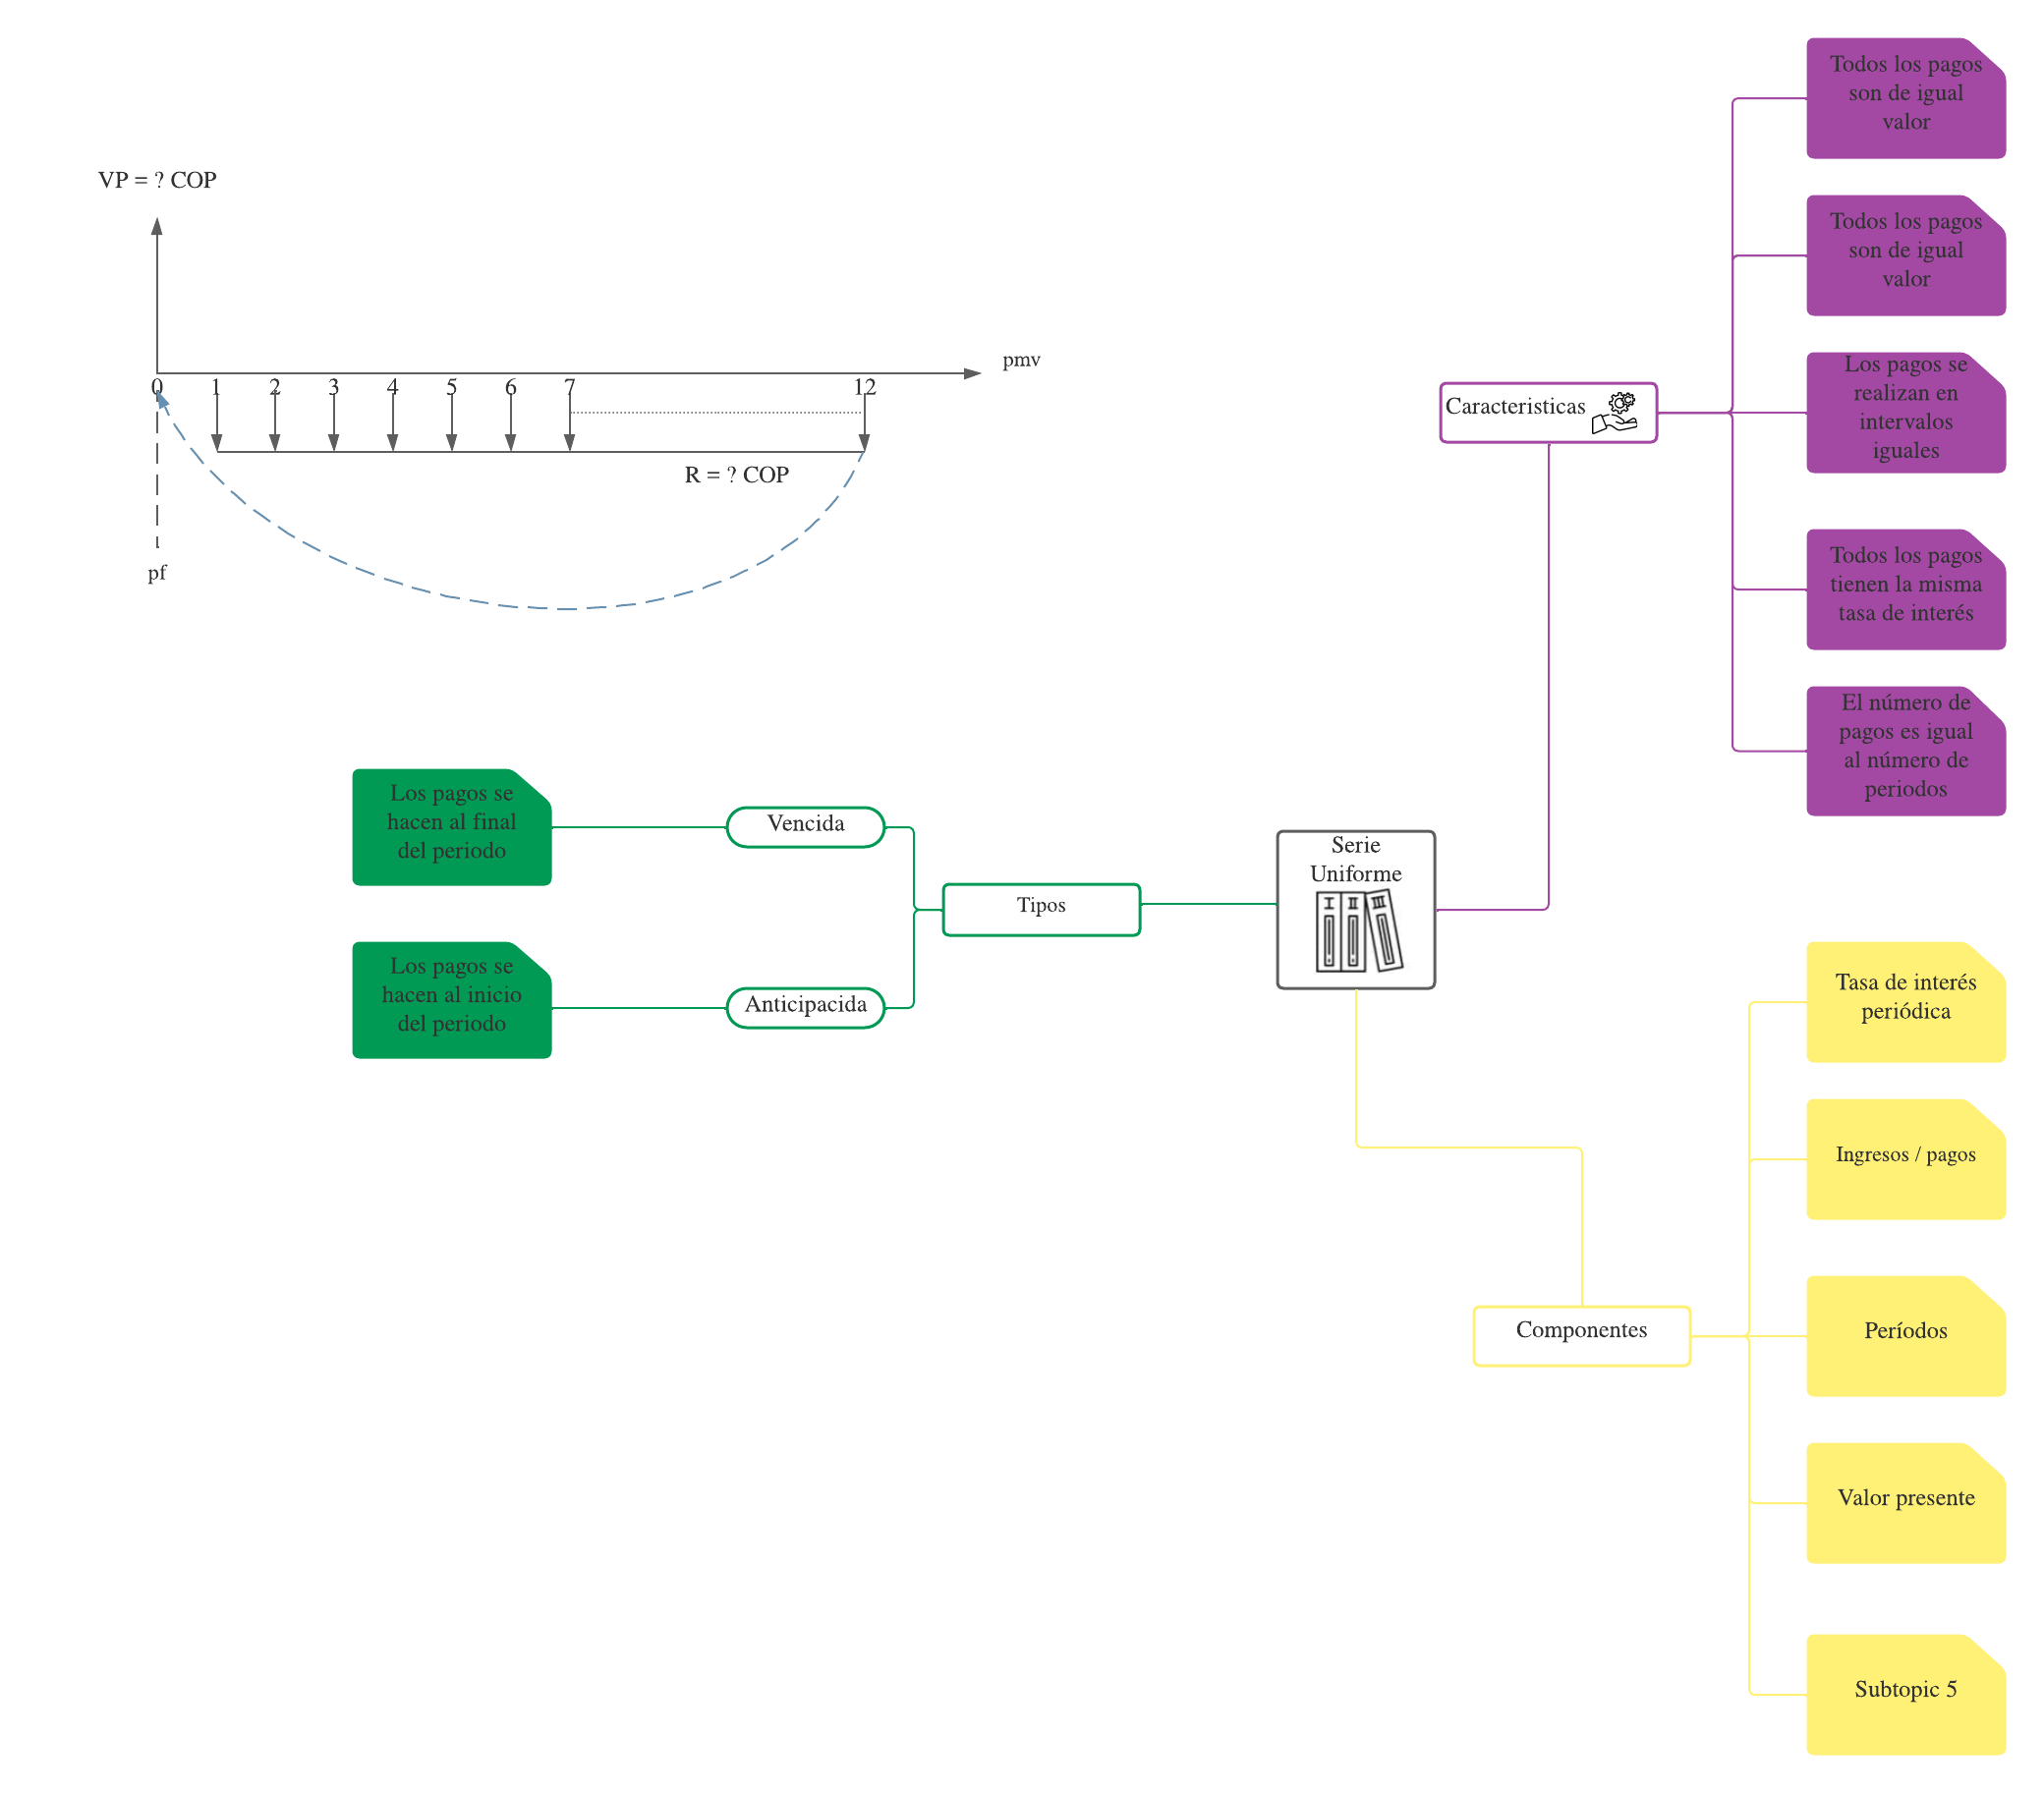 VP = ? COP
pmv
0 1 2 3 4 5 6 7 12
R = ? COP
pf
Todos los pagos
son de igual
valor
Todos los pagos
son de igual
valor
Los pagos se
realizan en
intervalos
iguales
Caracteristicas
Todos los pagos
tienen la misma
tasa de interés
El número de
pagos es igual
al número de
periodos
Los pagos se
hacen al final
del periodo
Vencida
Serie
Uniforme
I II III
Tipos
Los pagos se
hacen al inicio
del periodo
Anticipacida
Tasa de interés
periódica
Ingresos / pagos
Componentes
Períodos
Valor presente
Subtopic 5